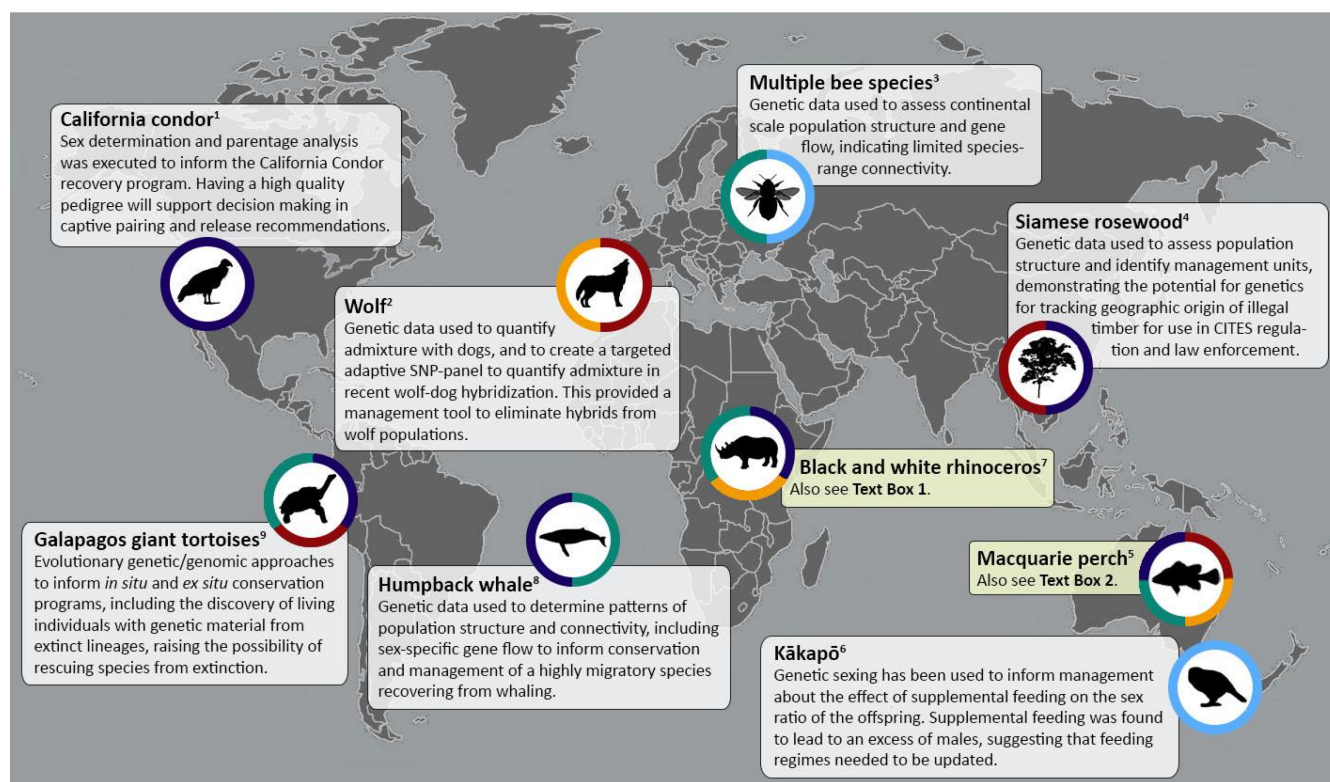 California condor¹
Sex determination and parentage analysis
was executed to inform the California Condor
recovery program. Having a high quality
pedigree will support decision making in
captive pairing and release recommendations.
Wolf²
Genetic data used to quantify
admixture with dogs, and to create a targeted
adaptive SNP-panel to quantify admixture in
recent wolf-dog hybridization. This provided a
management tool to eliminate hybrids from
wolf populations.
Multiple bee species³
Genetic data used to assess continental
scale population structure and gene
flow, indicating limited species-
range connectivity.
Siamese rosewood⁴
Genetic data used to assess population
structure and identify management units,
demonstrating the potential for genetics
for tracking geographic origin of illegal
timber for use in CITES regula-
tion and law enforcement.
Black and white rhinoceros⁷
Also see Text Box 1.
Macquarie perch⁵
Also see Text Box 2.
Kākapō⁶
Genetic sexing has been used to inform management
about the effect of supplemental feeding on the sex
ratio of the offspring. Supplemental feeding was found
to lead to an excess of males, suggesting that feeding
regimes needed to be updated.
Humpback whale⁸
Genetic data used to determine patterns of
population structure and connectivity, including
sex-specific gene flow to inform conservation
and management of a highly migratory species
recovering from whaling.
Galapagos giant tortoises⁹
Evolutionary genetic/genomic approaches
to inform in situ and ex situ conservation
programs, including the discovery of living
individuals with genetic material from
extinct lineages, raising the possibility of
rescuing species from extinction.